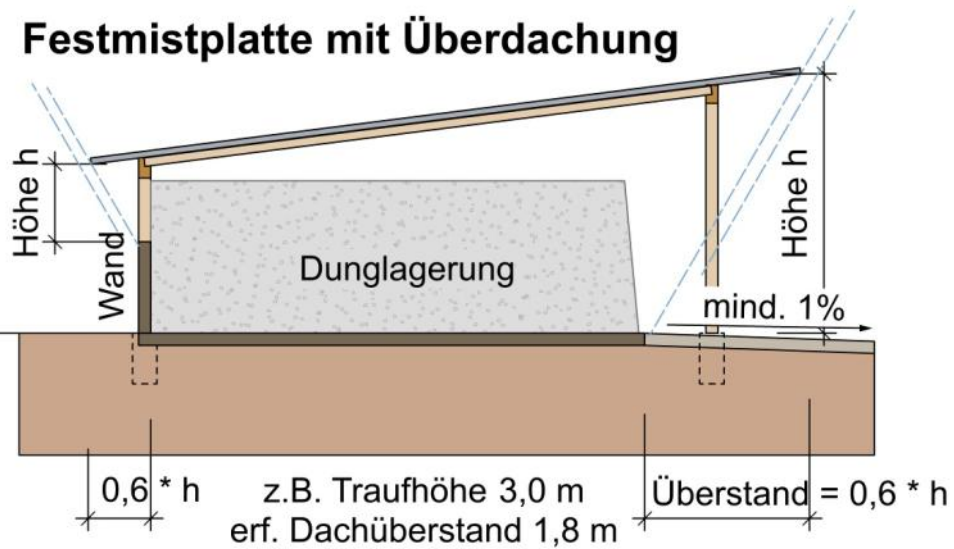 Festmistplatte mit Überdachung
Höhe h
Wand
Dunglagerung
Höhe h
mind. 1%
0,6 * h
z.B. Traufhöhe 3,0 m
erf. Dachüberstand 1,8 m
Überstand = 0,6 * h